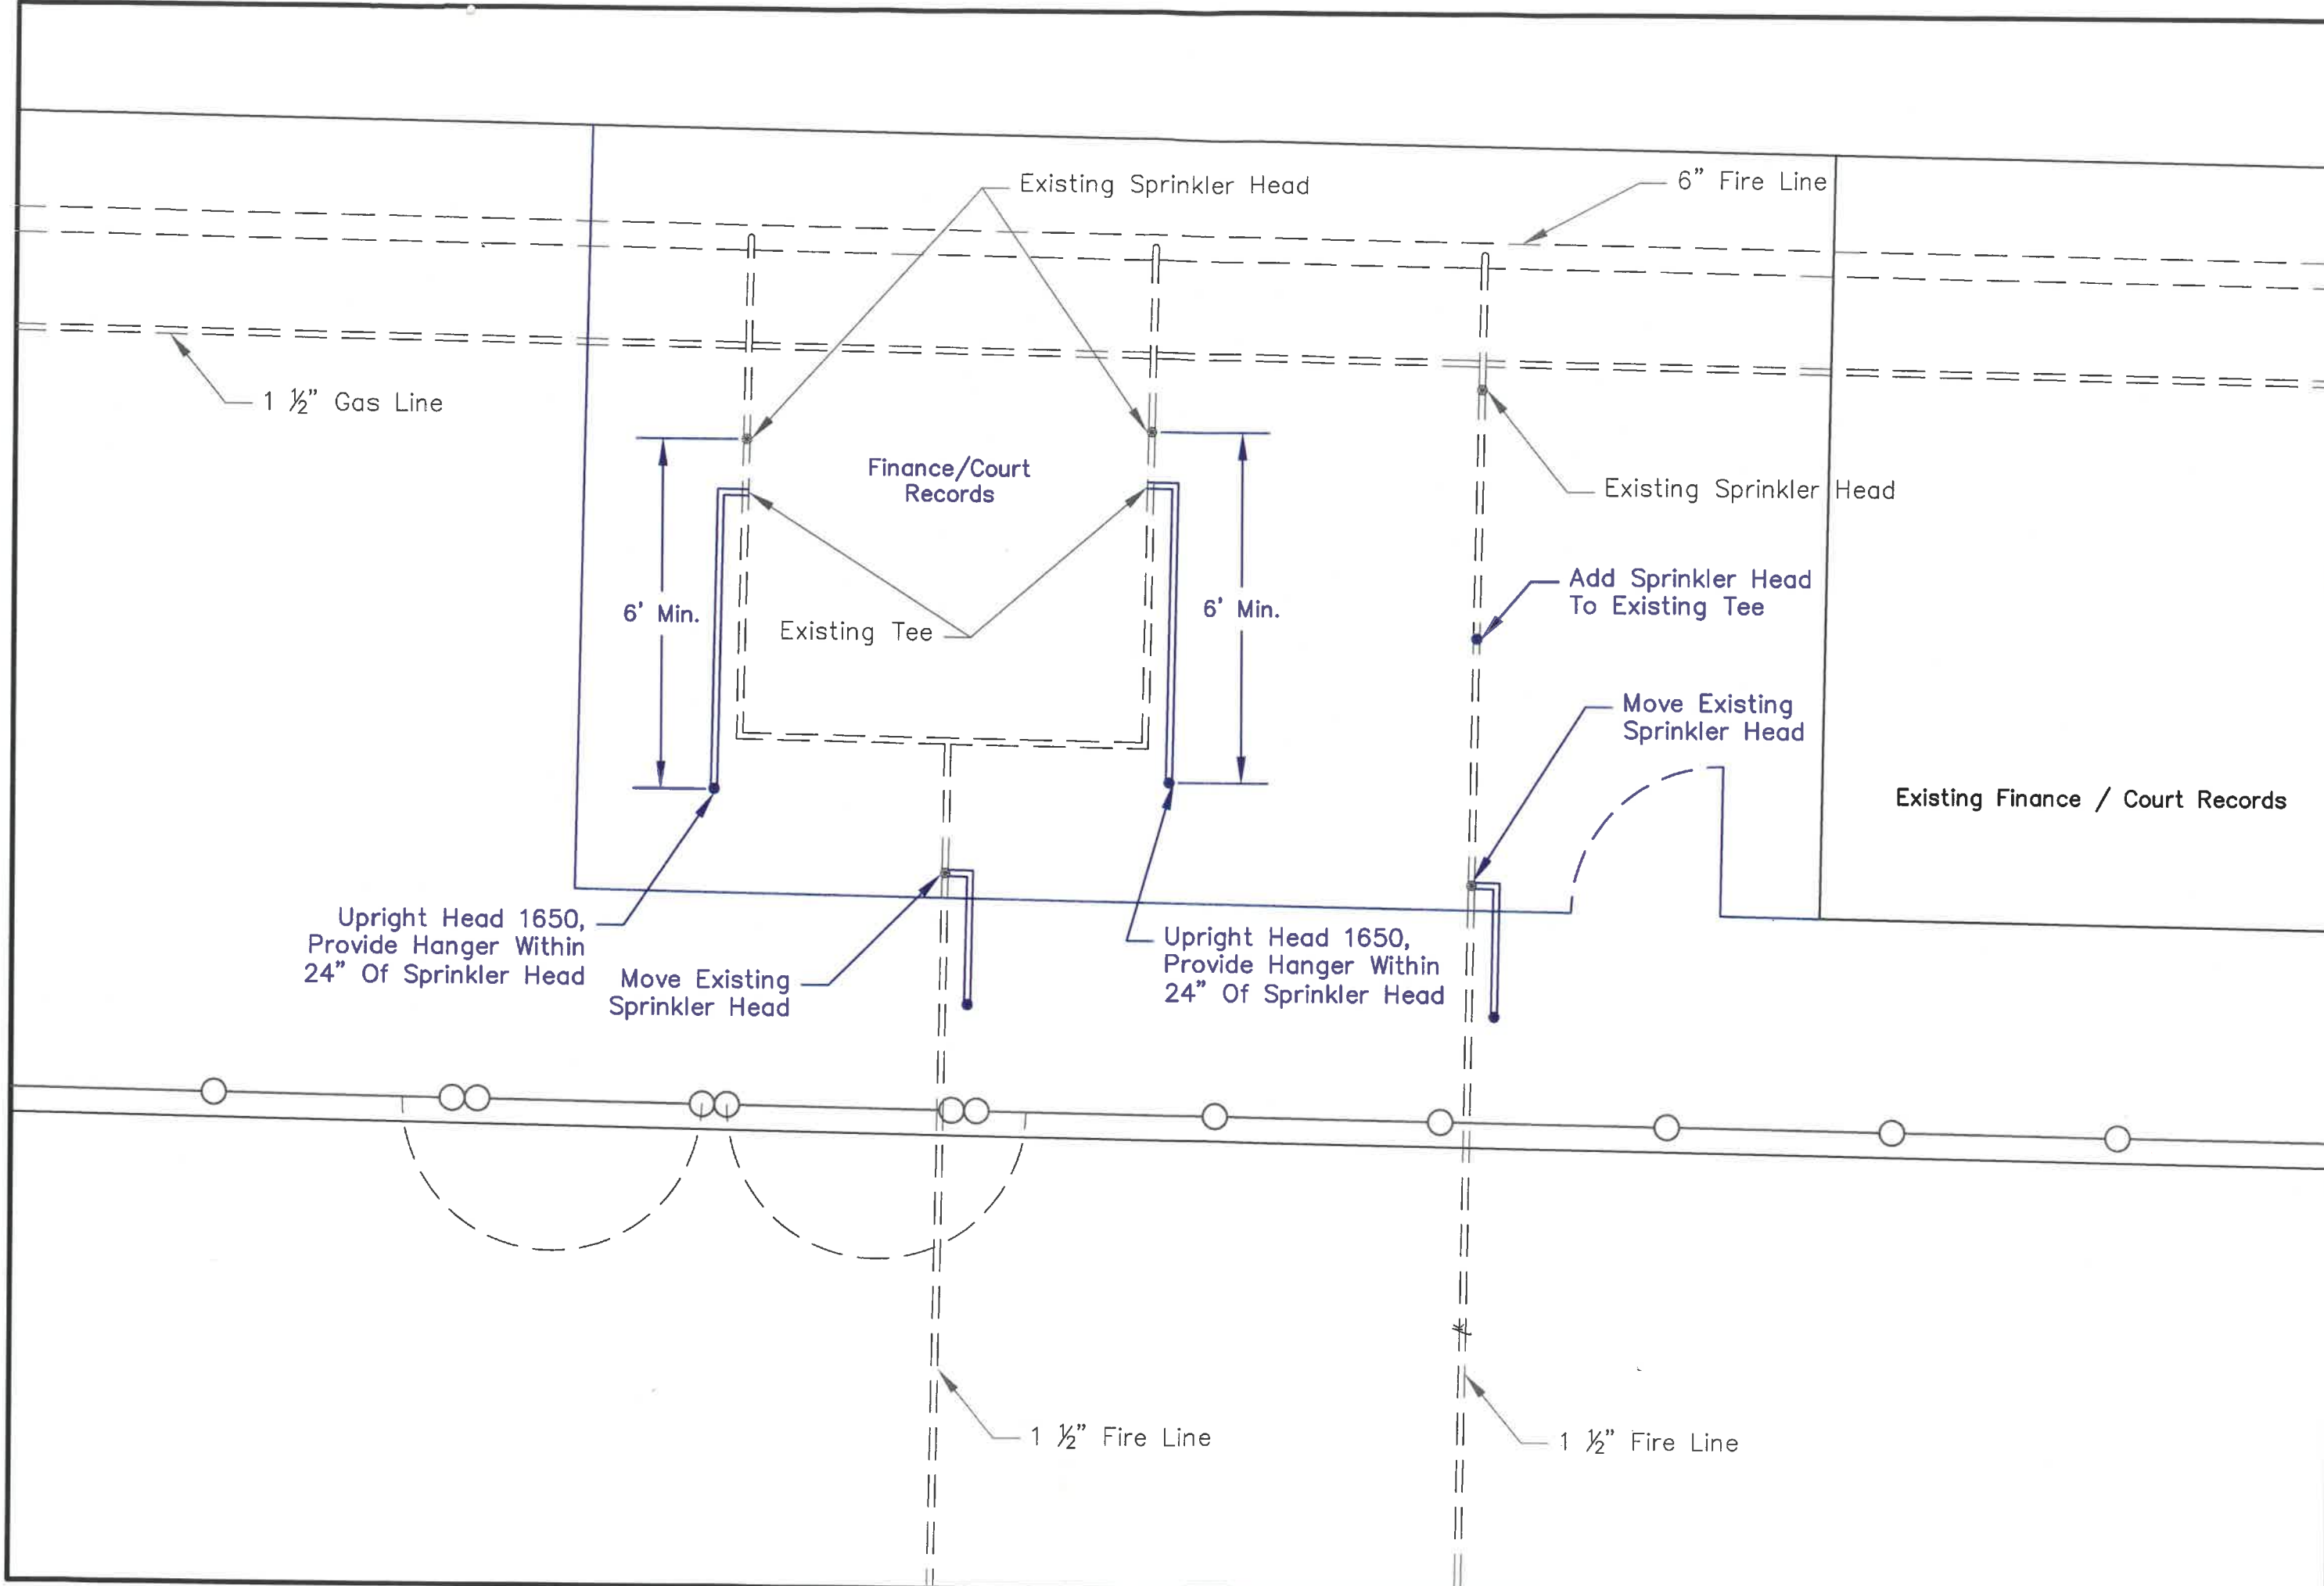 Existing Sprinkler Head
6” Fire Line
1 ½” Gas Line
Finance/Court
Records
Existing Sprinkler Head
6' Min.
Existing Tee
6' Min.
Add Sprinkler Head
To Existing Tee
Move Existing
Sprinkler Head
Existing Finance / Court Records
Upright Head 1650,
Provide Hanger Within
24” Of Sprinkler Head
Move Existing
Sprinkler Head
Upright Head 1650,
Provide Hanger Within
24” Of Sprinkler Head
1 ½” Fire Line
1 ½” Fire Line